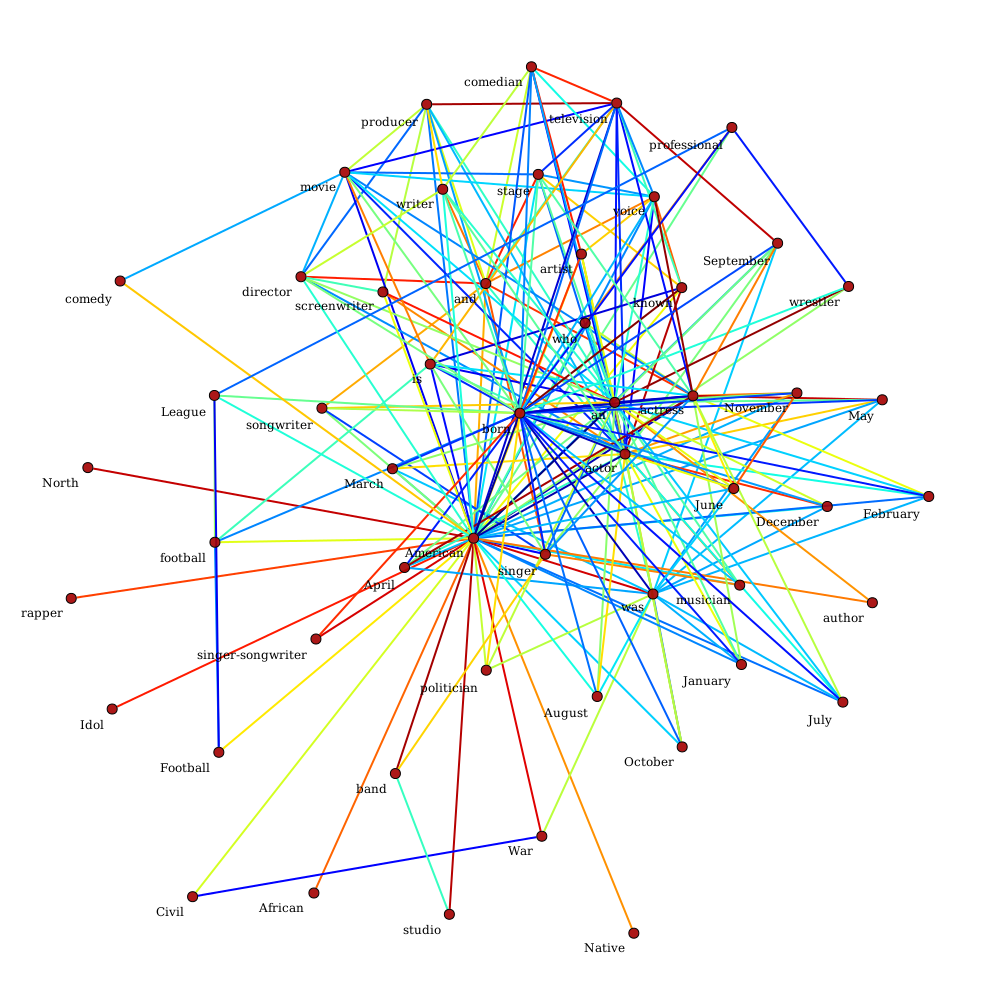 comedian
television
producer
professional
movie
stage
writer
voice
September
artist
comedy
director
and
known
wrestler
screenwriter
who
is
League
songwriter
an
actress
November
May
born
actor
North
March
June
December
February
football
American
singer
April
was
musician
rapper
author
singer-songwriter
politician
January
Idol
August
July
Football
October
band
War
Civil
African
studio
Native